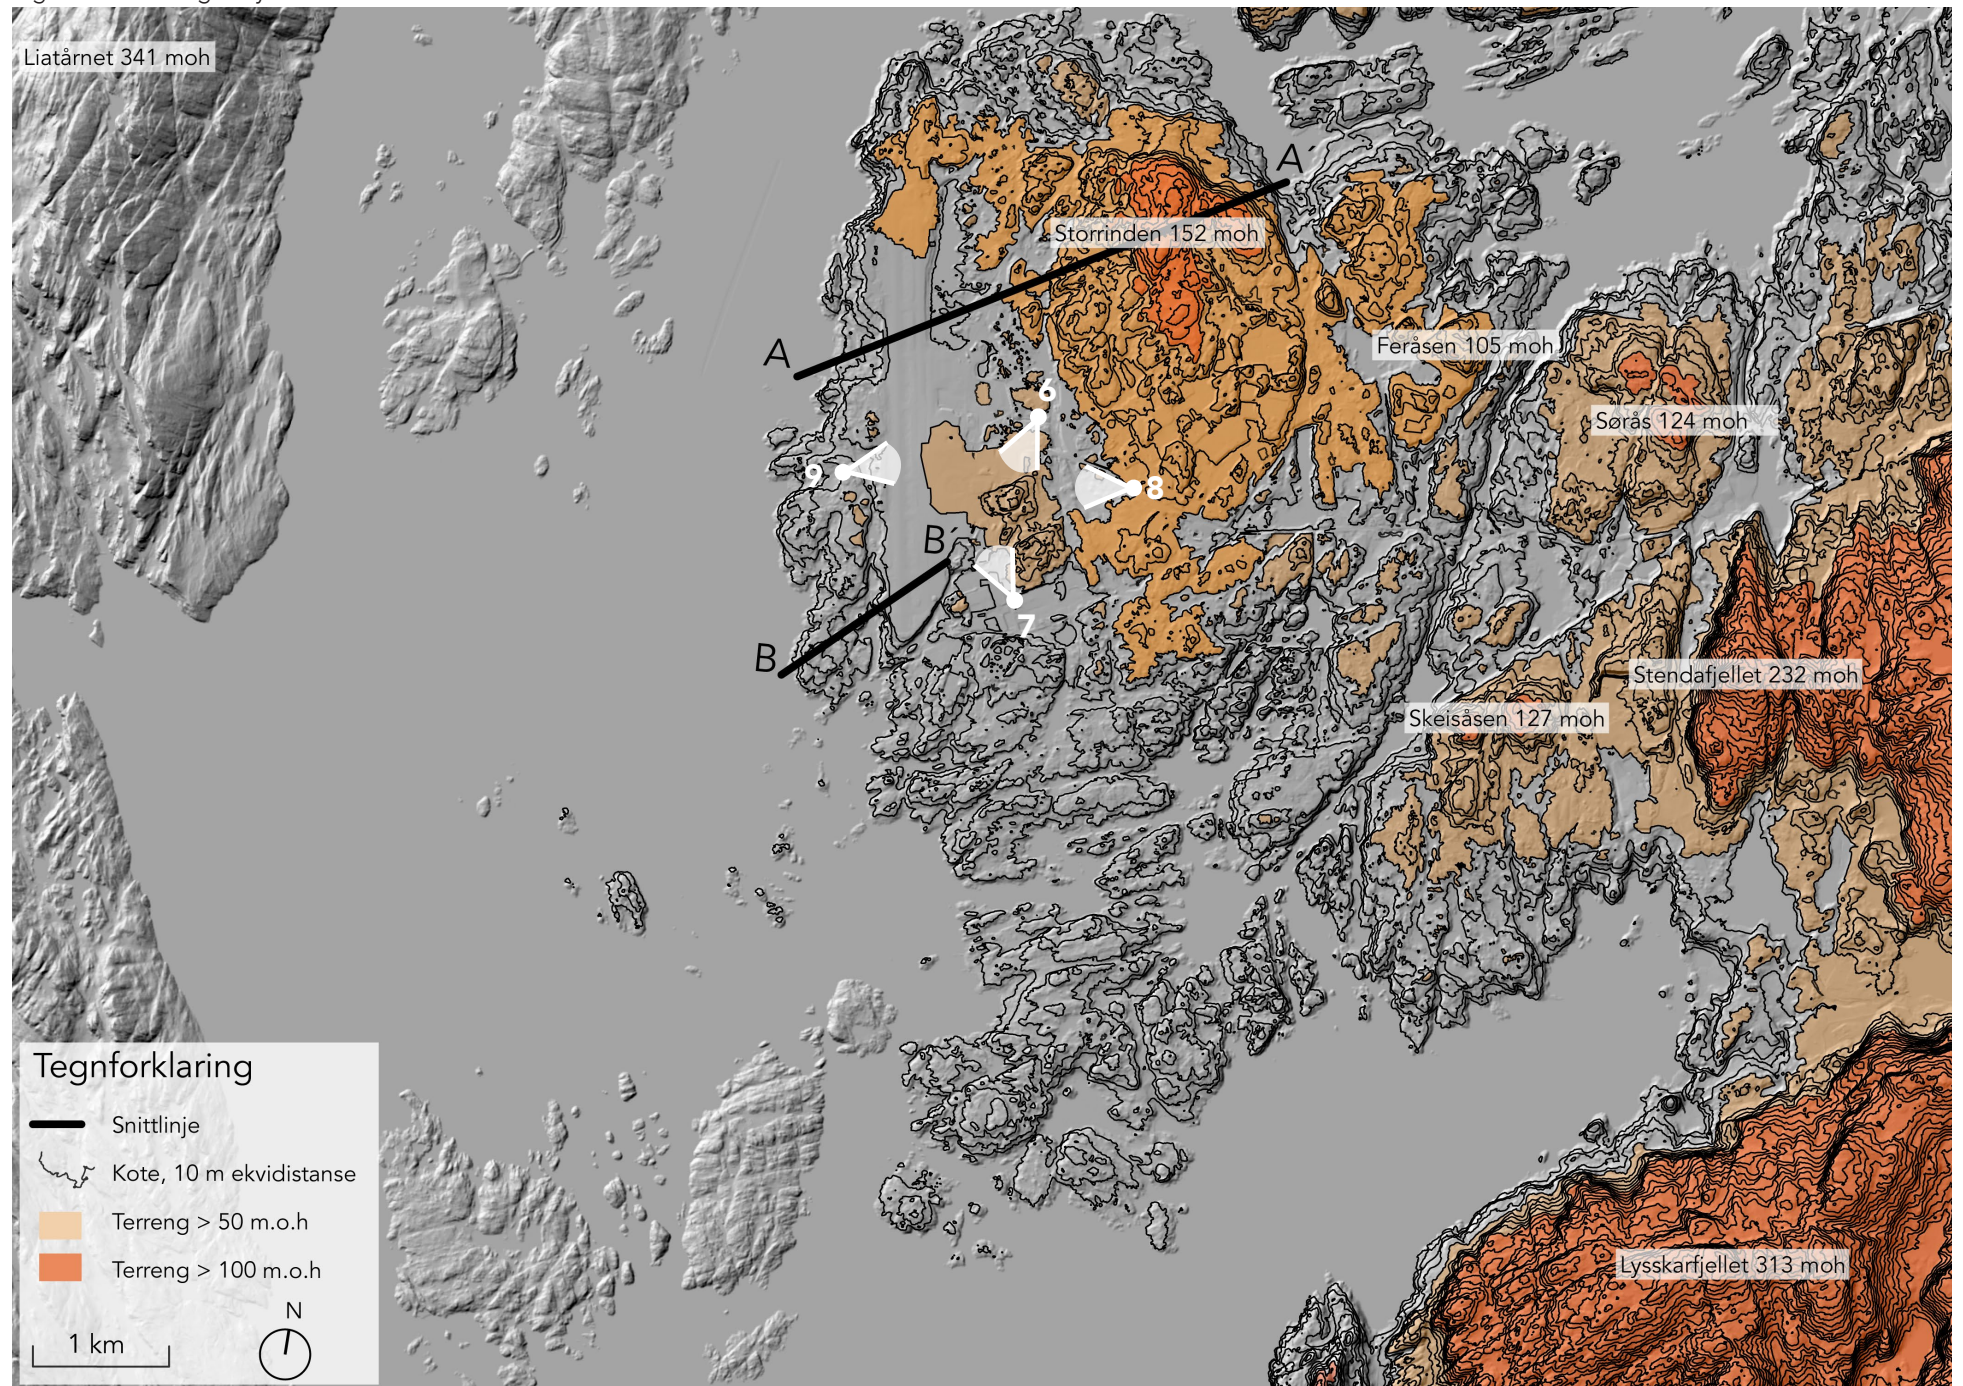 Liatårnet 341 moh
A´
Storrinden 152 moh
A
Feråsen 105 moh
6
Sørås 124 moh
9
8
B´
7
B
Stendafjellet 232 moh
Skeisåsen 127 moh
Tegnforklaring
Snittlinje
Kote, 10 m ekvidistanse
Terreng > 50 m.o.h
Terreng > 100 m.o.h
Lysskarfjellet 313 moh
N
1 km